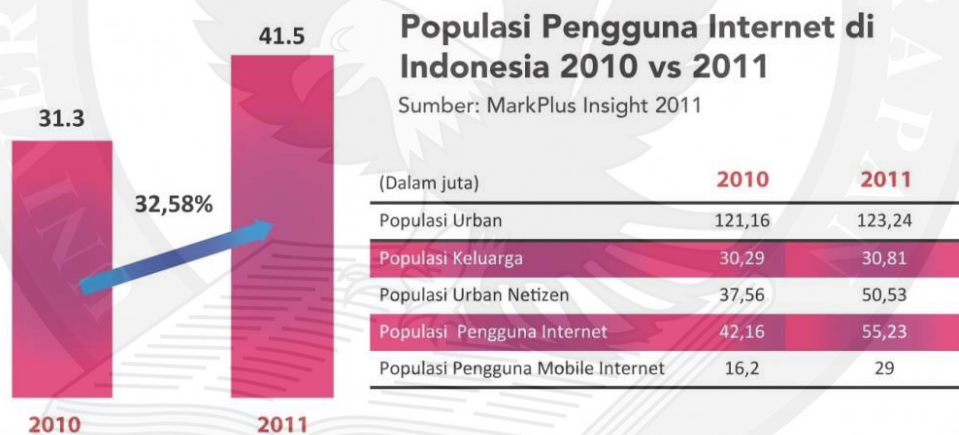 Populasi Pengguna Internet di
Indonesia 2010 vs 2011
Sumber: MarkPlus Insight 2011
41.5
31.3
32,58%
2010
2011
(Dalam juta) 2010 2011
Populasi Urban 121,16 123,24
Populasi Keluarga 30,29 30,81
Populasi Urban Netizen 37,56 50,53
Populasi Pengguna Internet 42,16 55,23
Populasi Pengguna Mobile Internet 16,2 29